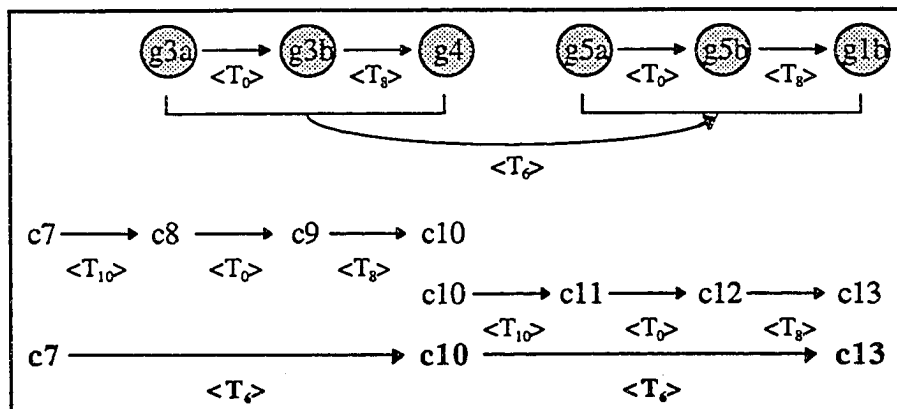 g3a g3b g4 g5a g5b g1b
<T₀> <T₈> <T₀> <T₈>
<T₆>
c7 c8 c9 c10
<T₁₀> <T₀> <T₈>
c10 c11 c12 c13
<T₁₀> <T₀> <T₈>
c7 c10 c13
<T₆> <T₆>